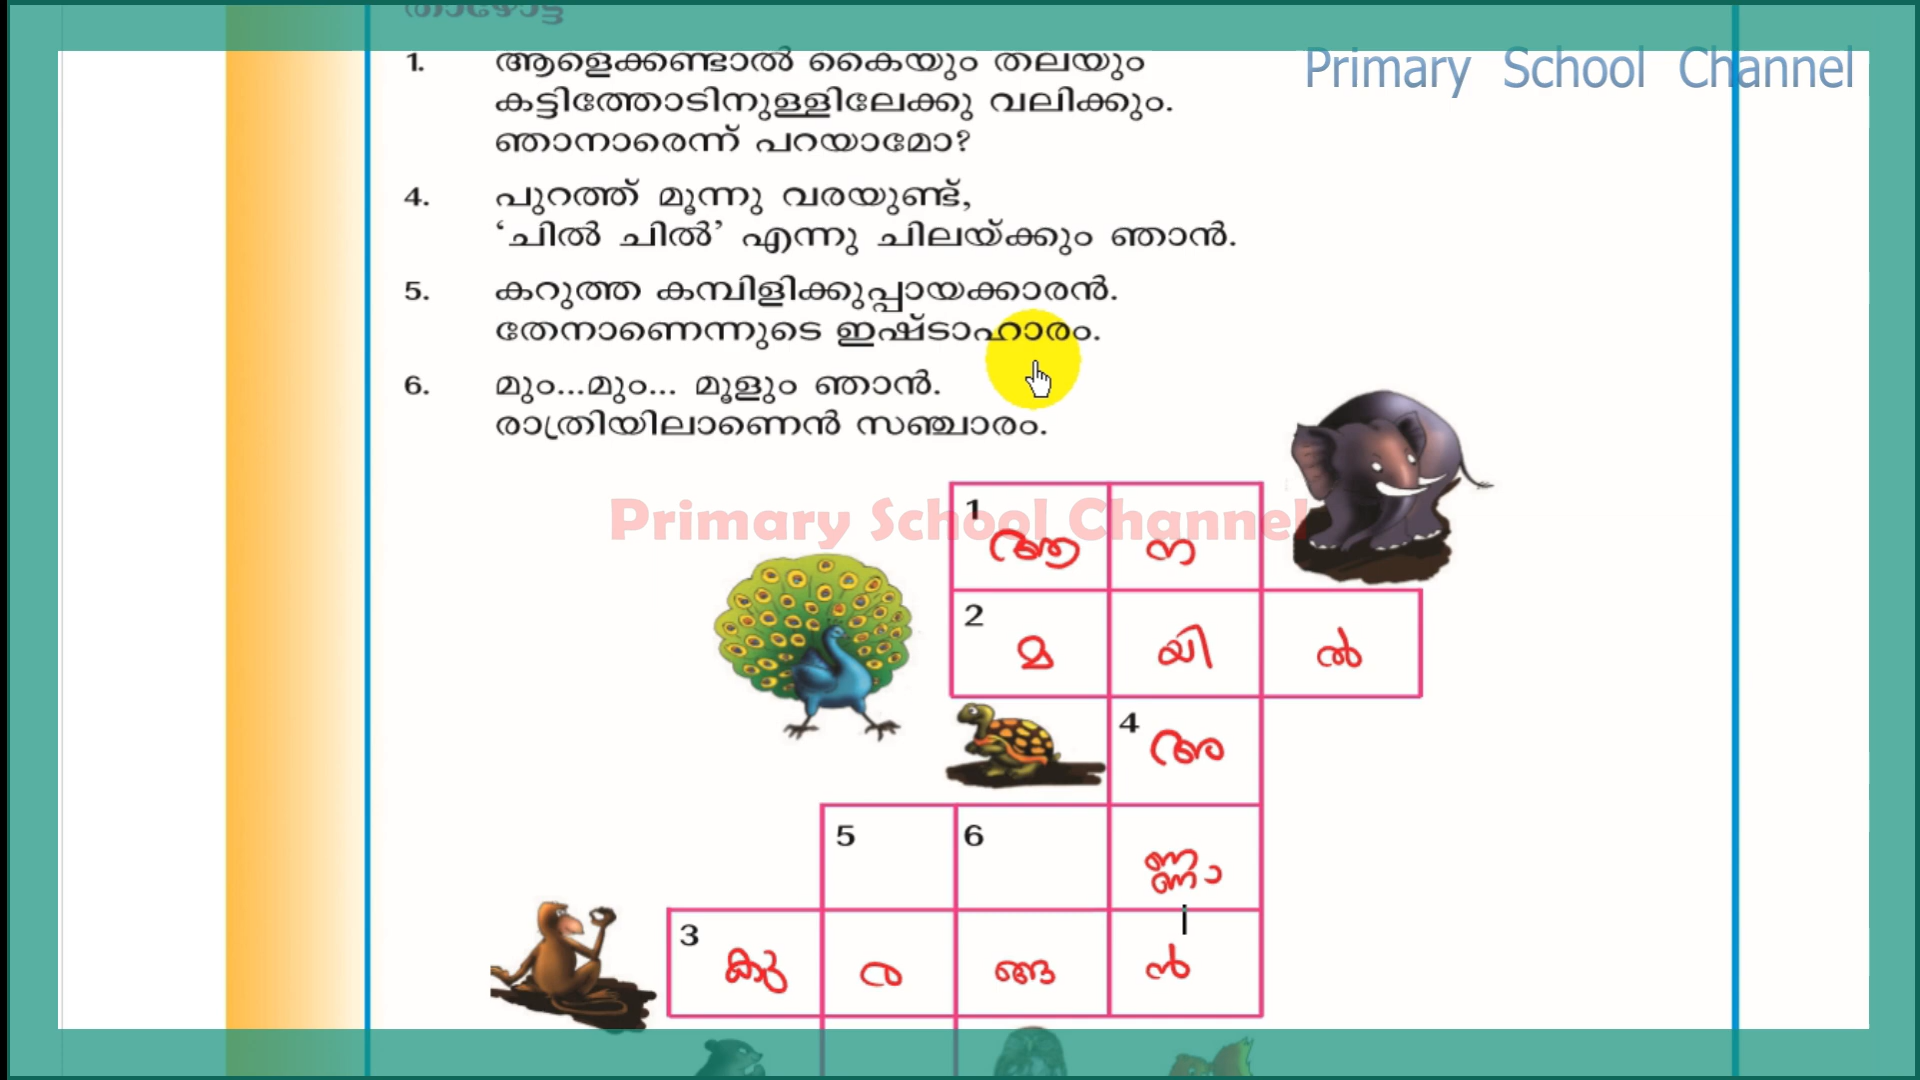 താഴോട്ട്
Primary School Channel
1. ആളെക്കണ്ടാൽ കൈയും തലയും
കട്ടിത്തോടിനുള്ളിലേക്കു വലിക്കും.
ഞാനാരെന്ന് പറയാമോ?
4. പുറത്ത് മൂന്നു വരയുണ്ട്,
‘ചിൽ ചിൽ’ എന്നു ചിലയ്ക്കും ഞാൻ.
5. കറുത്ത കമ്പിളിക്കുപ്പായക്കാരൻ.
തേനാണെന്നുടെ ഇഷ്ടാഹാരം.
6. മും...മും... മൂളും ഞാൻ.
രാത്രിയിലാണെൻ സഞ്ചാരം.
Primary School Channel
1 ആ ന
2 മ യി ൽ
4 അ
5 6 ണ്ണാ
3 കു ര ങ്ങ ൻ